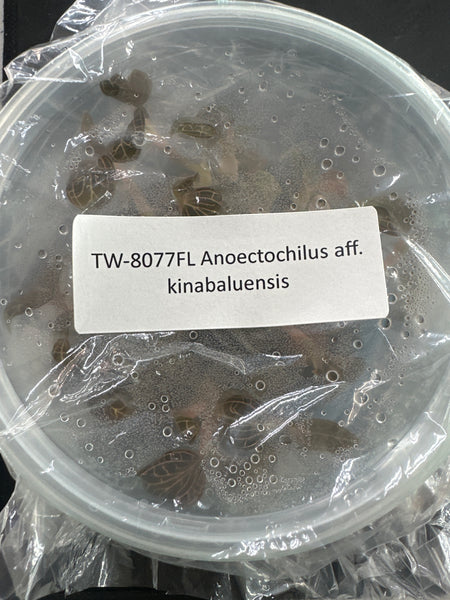 TW-8077FL Anoectochilus aff.
kinabaluensis